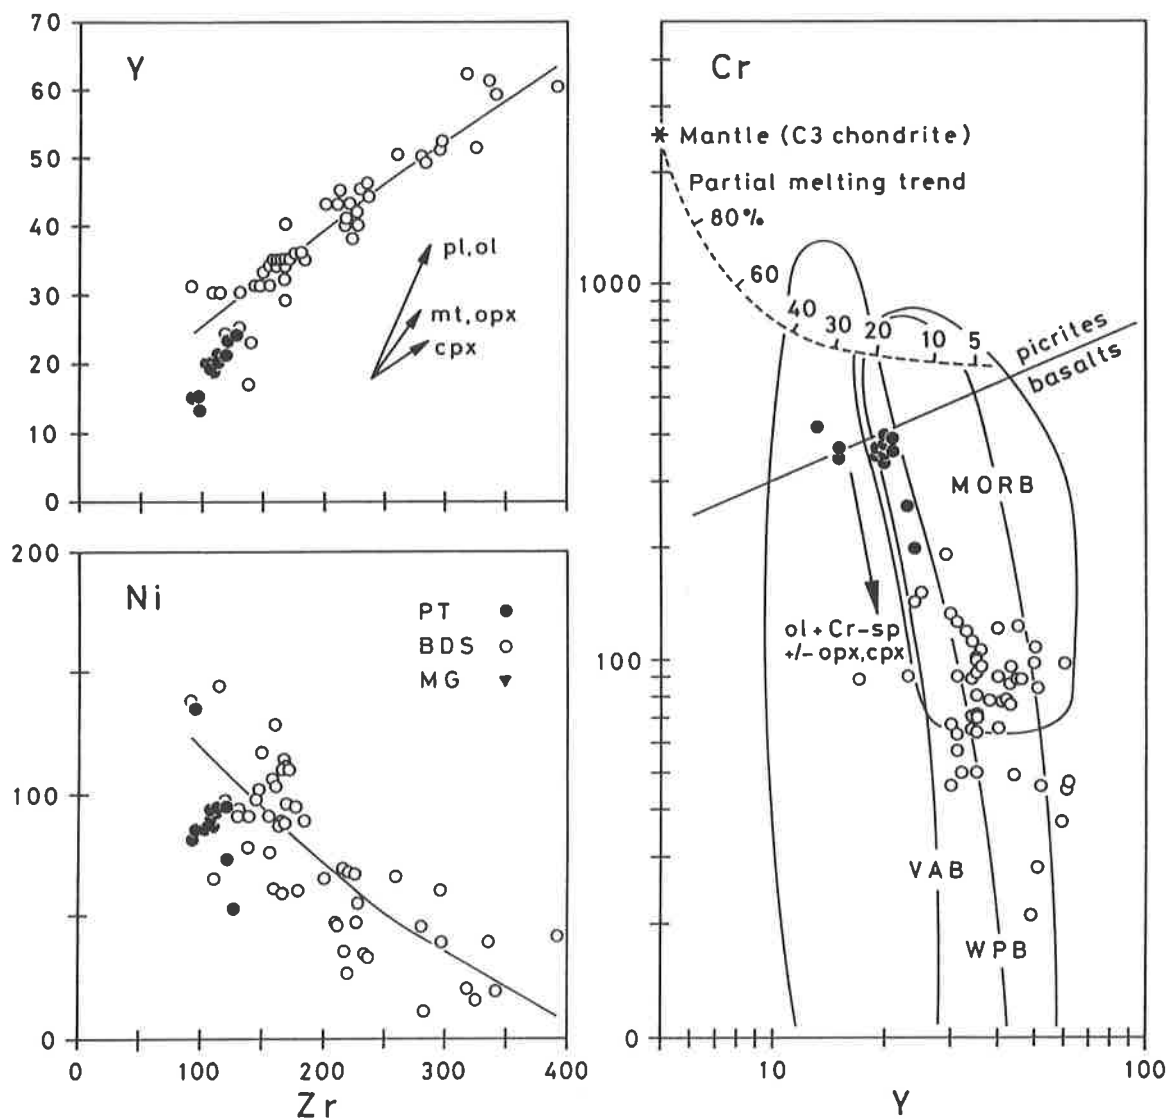 70
60
50
40
30
20
10
0
Y
pl,ol
mt,opx
cpx
200
100
0
Ni
PT
BDS
MG
100
200
300
400
Zr
Cr
Mantle (C3 chondrite)
Partial melting trend
80%
60
40
30
20
10
5
1000
100
0
picrites
basalts
MORB
ol + Cr-sp
+/- opx,cpx
VAB
WPB
10
20
100
Y